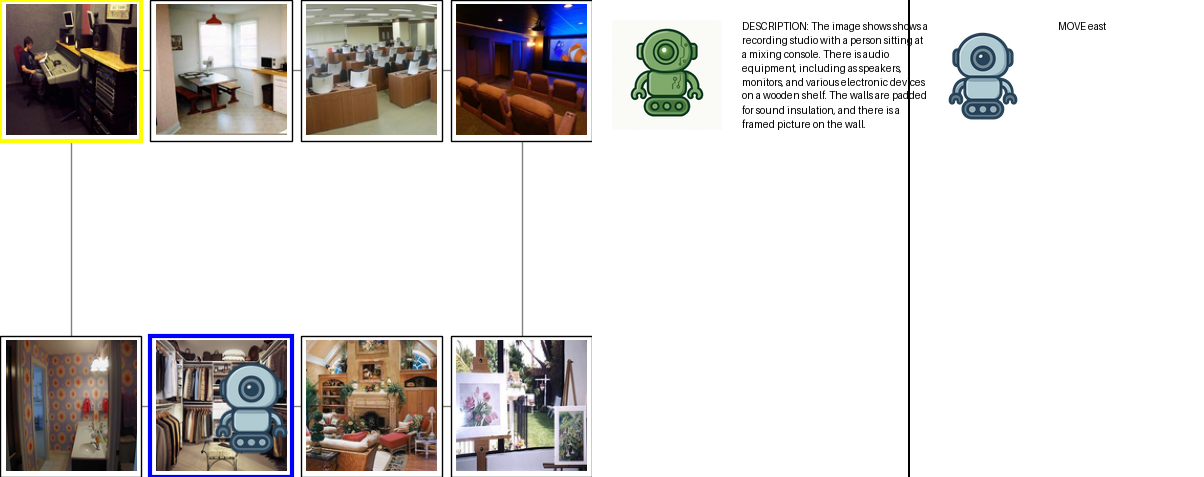 DESCRIPTION: The image shows shows a
recording studio with a person sitting at
a mixing console. There is audio
equipment, including as speakers,
monitors, and various electronic devices
on a wooden shelf. The walls are padded
for sound insulation, and there is a
framed picture on the wall.
MOVE east